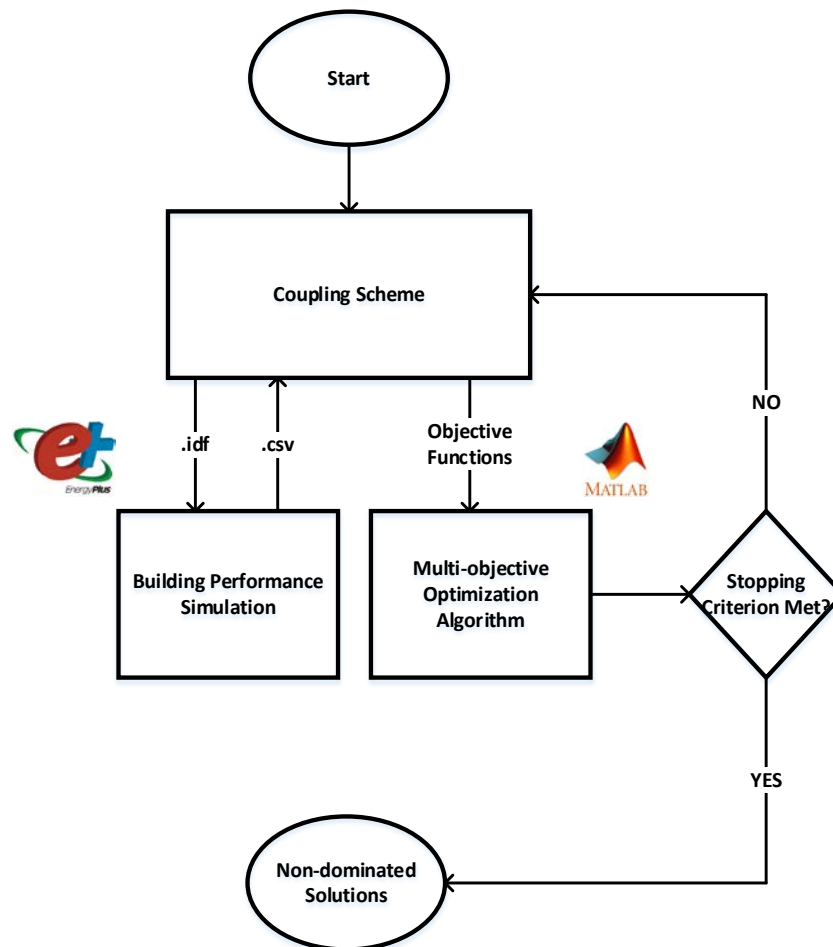 Start
Coupling Scheme
NO
.idf
.csv
Objective
Functions
e+
EnergyPlus
MATLAB
Building Performance
Simulation
Multi-objective
Optimization
Algorithm
Stopping
Criterion Met?
YES
Non-dominated
Solutions